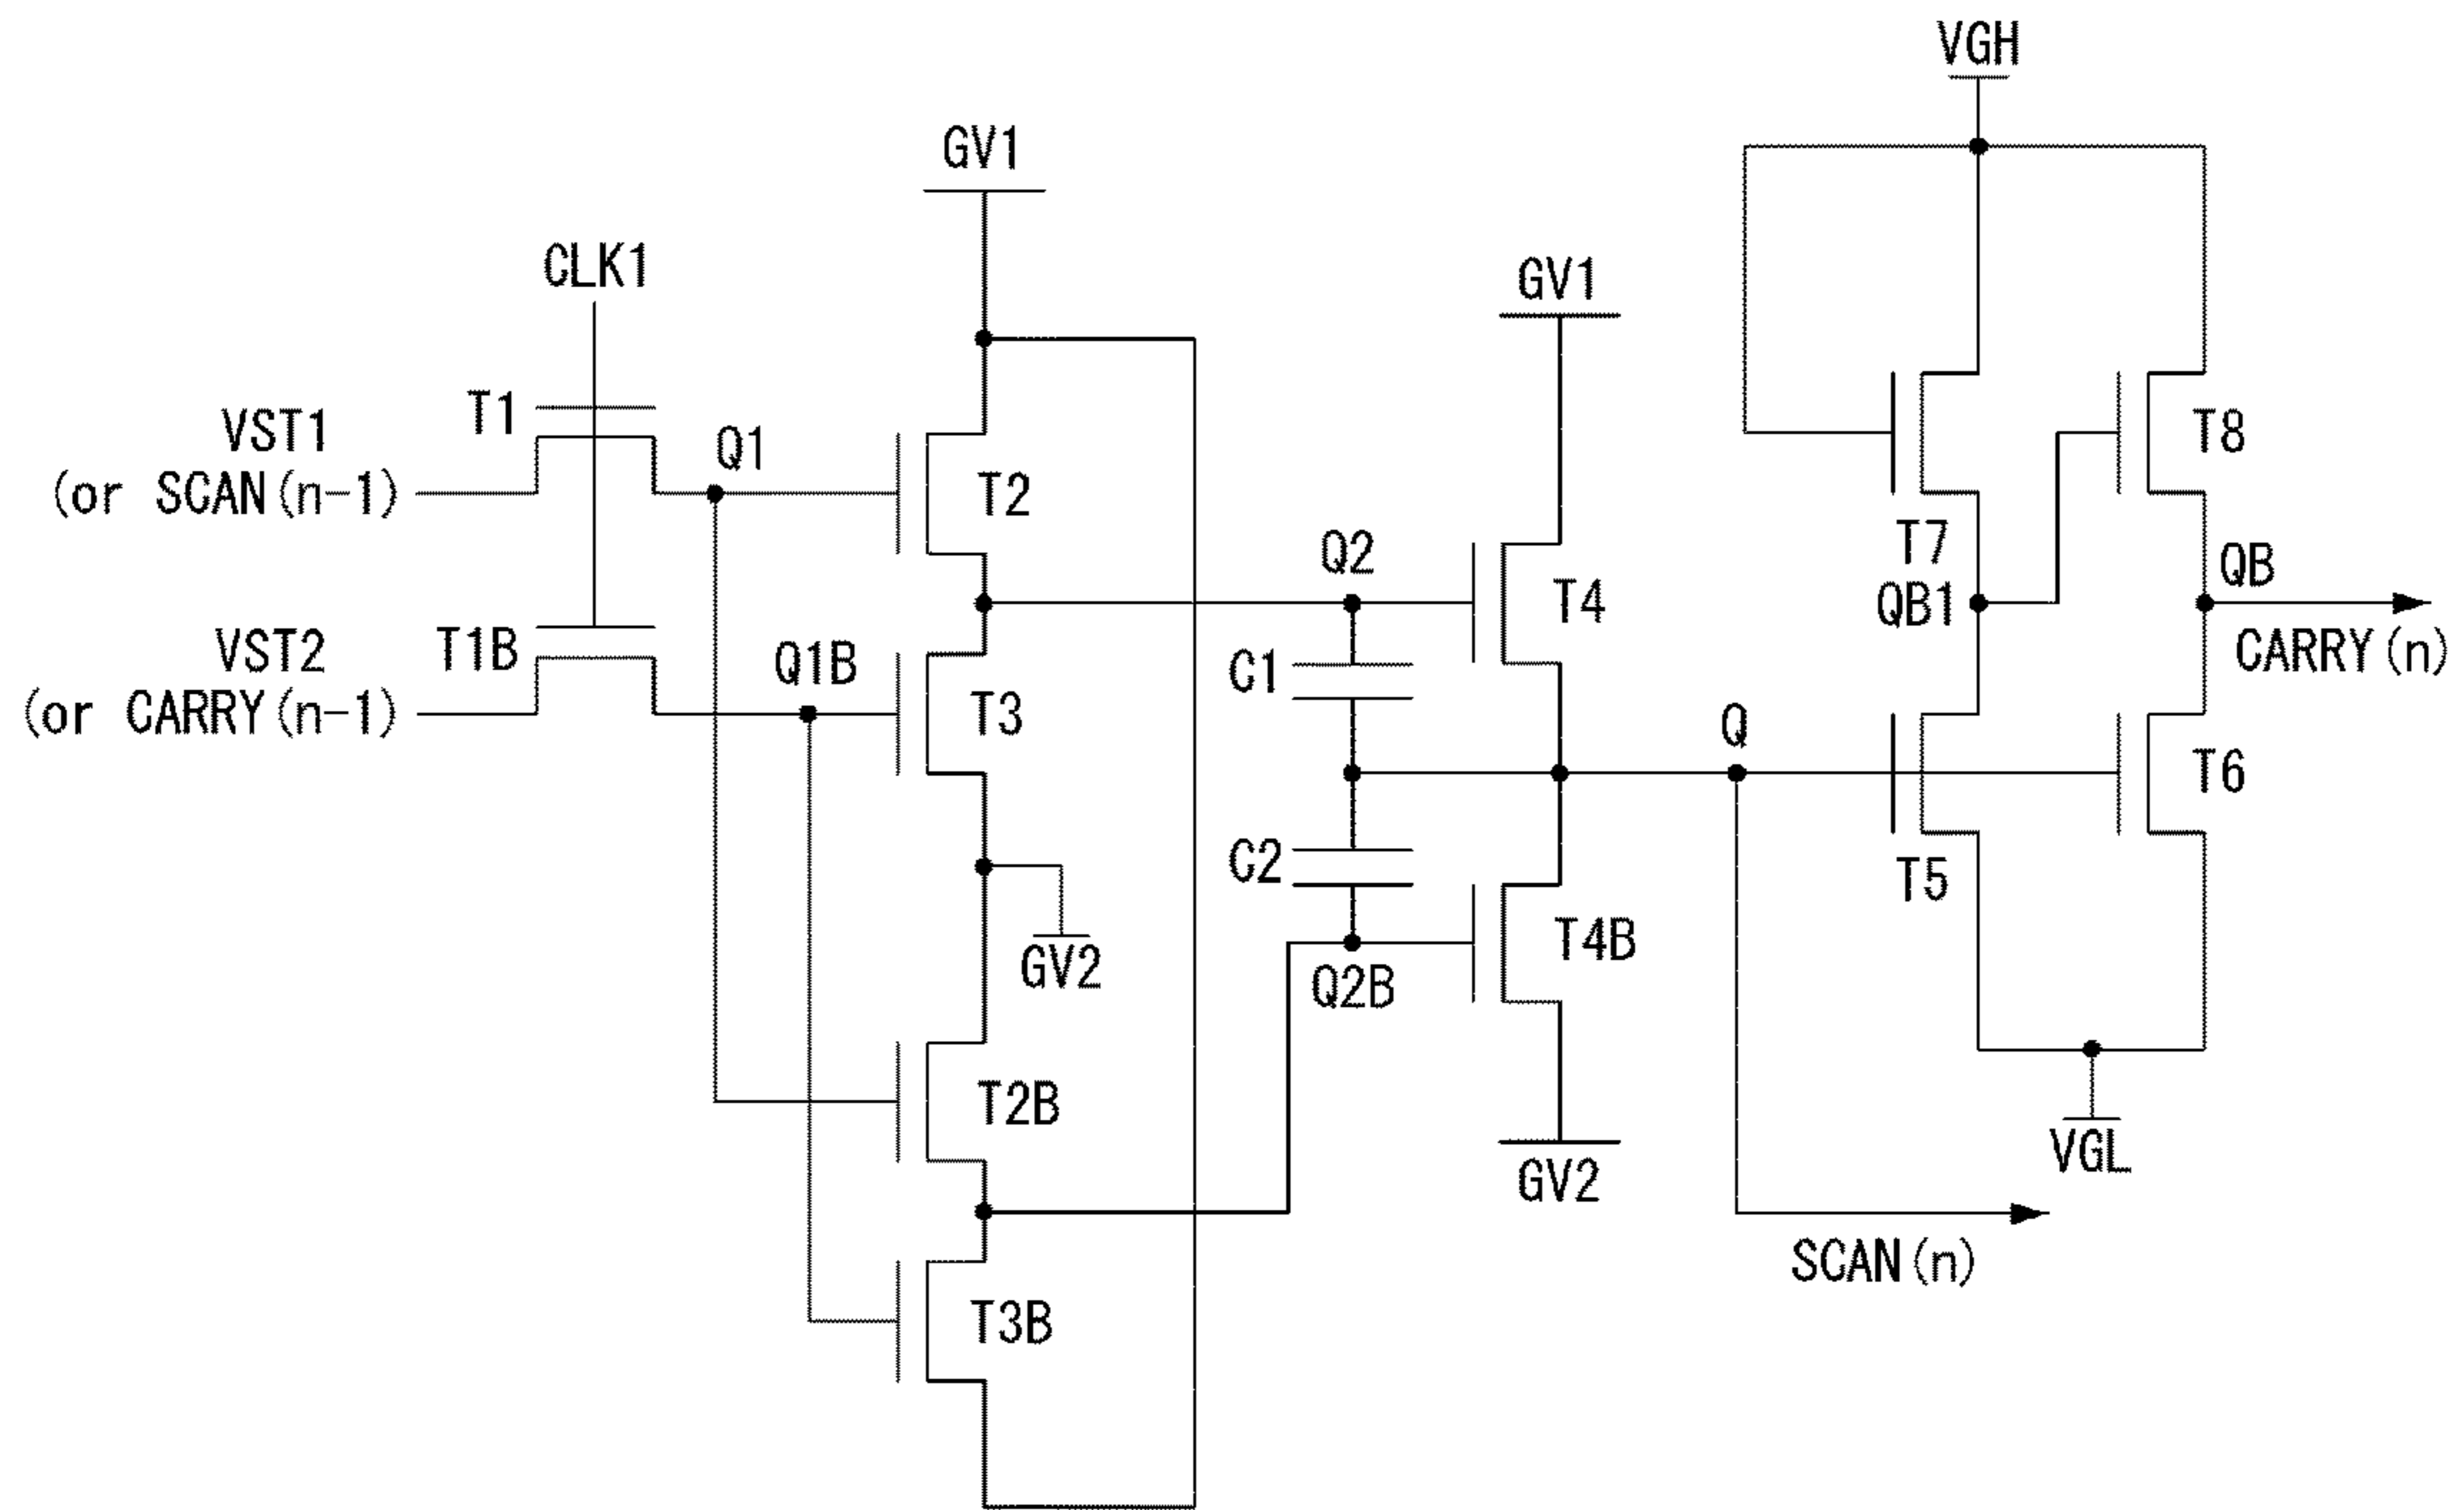 VGH
GV1
CLK1
GV1
T1
VST1
(or SCAN(n-1)
Q1
T2
T8
T7
Q2
T4
QB1
QB
VST2
(or CARRY(n-1)
T1B
Q1B
C1
T3
CARRY(n)
Q
T6
C2
T5
T4B
GV2
Q2B
T2B
VGL
GV2
SCAN(n)
T3B